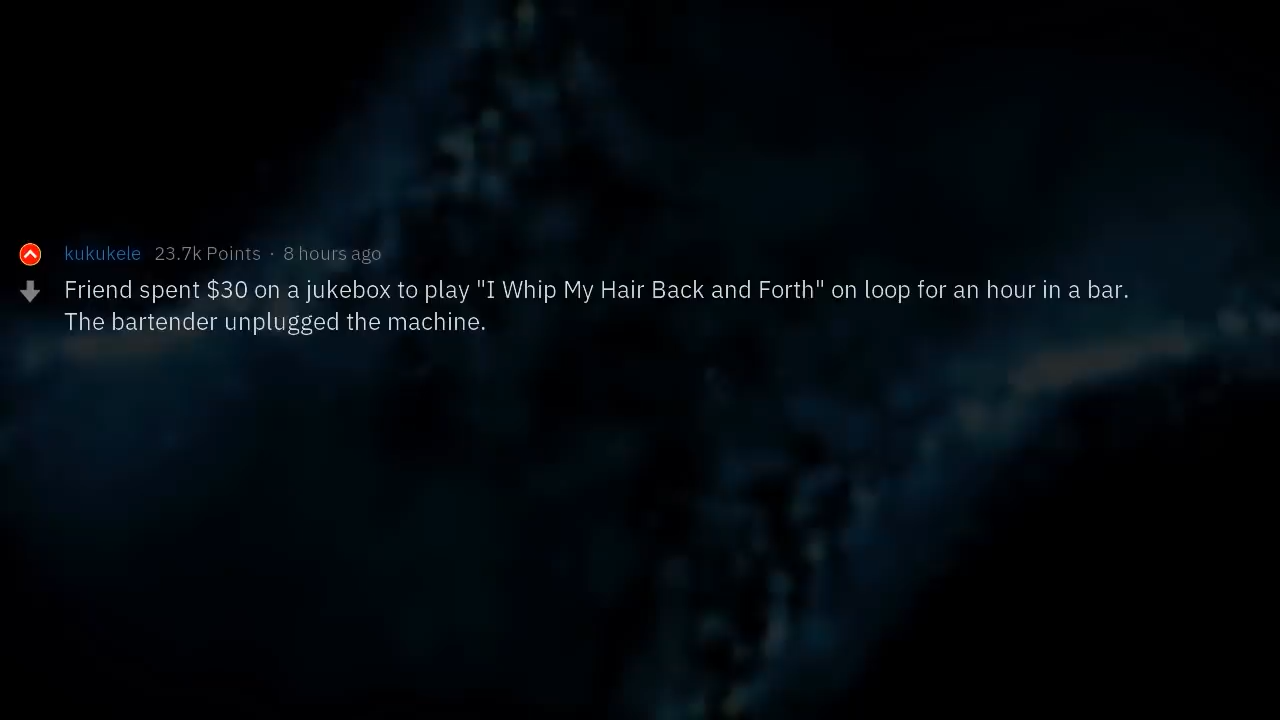 kukukele 23.7k Points · 8 hours ago
Friend spent $30 on a jukebox to play "I Whip My Hair Back and Forth" on loop for an hour in a bar.
The bartender unplugged the machine.